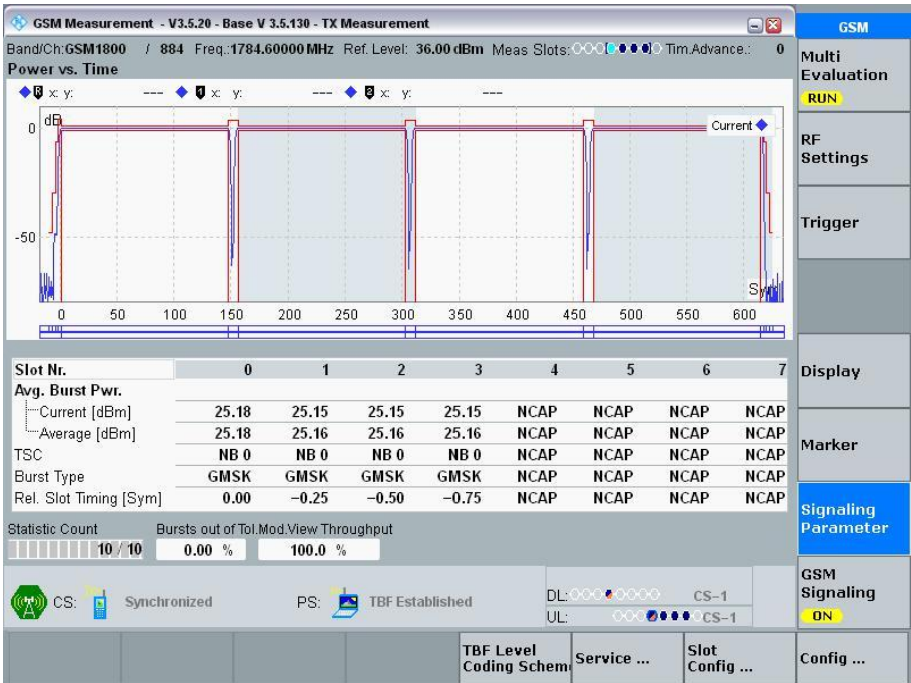 GSM Measurement - V3.5.20 - Base V 3.5.130 - TX Measurement
GSM
Band/Ch:GSM1800 / 884 Freq.:1784.60000 MHz Ref. Level: 36.00 dBm Meas Slots: Tim.Advance.: 0
Power vs. Time
Multi Evaluation
RUN
R x: y: --- 1 x: y: --- 2 x: y: ---
dB
Current
0
-50
Sym
0 50 100 150 200 250 300 350 400 450 500 550 600
RF Settings
Trigger
Slot Nr. 0 1 2 3 4 5 6 7
Avg. Burst Pwr.
Current [dBm] 25.18 25.15 25.15 25.15 NCAP NCAP NCAP NCAP
Average [dBm] 25.18 25.16 25.16 25.16 NCAP NCAP NCAP NCAP
TSC NB 0 NB 0 NB 0 NB 0 NCAP NCAP NCAP NCAP
Burst Type GMSK GMSK GMSK GMSK NCAP NCAP NCAP NCAP
Rel. Slot Timing [Sym] 0.00 −0.25 −0.50 −0.75 NCAP NCAP NCAP NCAP
Display
Marker
Statistic Count Bursts out of Tol. Mod.View Throughput
10 / 10 0.00 % 100.0 %
Signaling Parameter
CS: Synchronized PS: TBF Established DL: CS−1
UL: CS−1
GSM Signaling
ON
TBF Level
Coding Schem
Service ...
Slot Config ...
Config ...